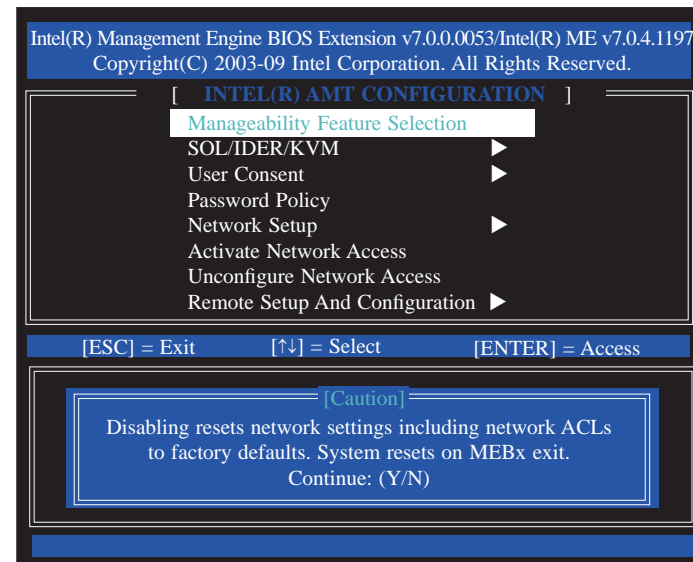 Intel(R) Management Engine BIOS Extension v7.0.0.0053/Intel(R) ME v7.0.4.1197
Copyright(C) 2003-09 Intel Corporation. All Rights Reserved.
[ INTEL(R) AMT CONFIGURATION ]
Manageability Feature Selection
SOL/IDER/KVM ▶
User Consent ▶
Password Policy
Network Setup ▶
Activate Network Access
Unconfigure Network Access
Remote Setup And Configuration ▶
[ESC] = Exit [↑↓] = Select [ENTER] = Access
[Caution]
Disabling resets network settings including network ACLs
to factory defaults. System resets on MEBx exit.
Continue: (Y/N)